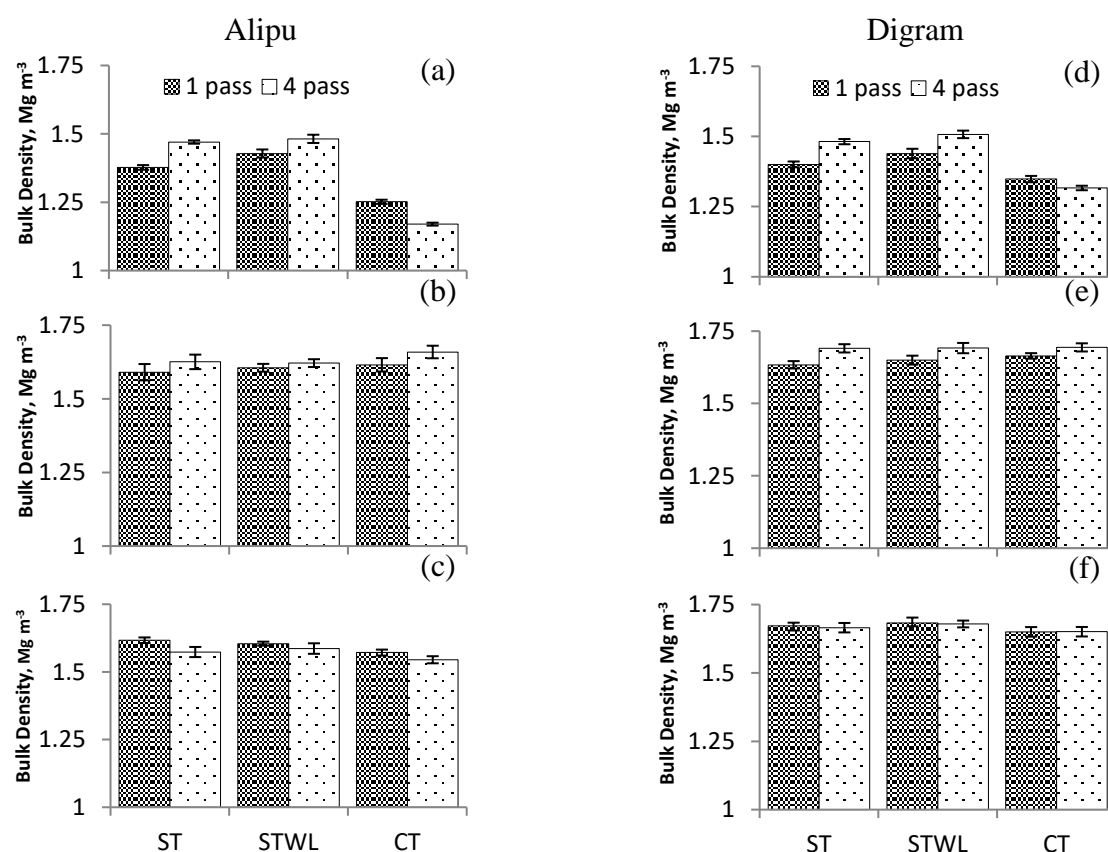 Alipu
Digram
(a)
1 pass 4 pass
Bulk Density, Mg m-3
1.75
1.5
1.25
1
(d)
1 pass 4 pass
Bulk Density, Mg m-3
1.75
1.5
1.25
1
(b)
Bulk Density, Mg m-3
1.75
1.5
1.25
1
(e)
Bulk Density, Mg m-3
1.75
1.5
1.25
1
(c)
Bulk Density, Mg m-3
1.75
1.5
1.25
1
ST STWL CT
(f)
Bulk Density, Mg m-3
1.75
1.5
1.25
1
ST STWL CT